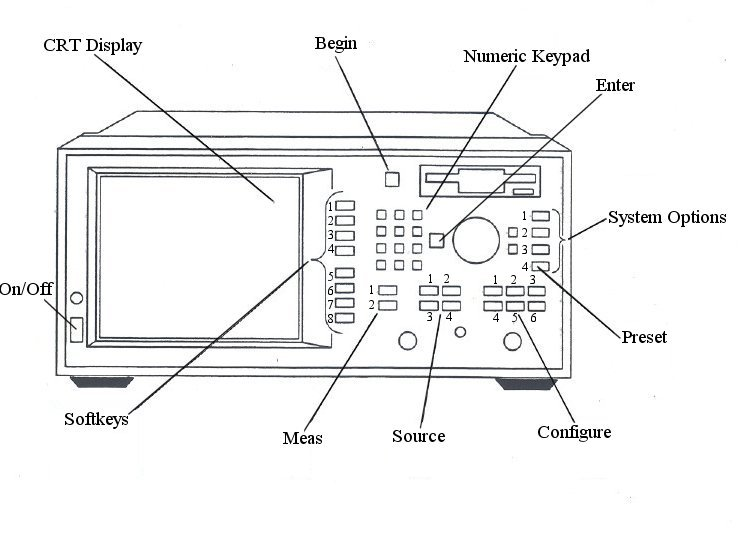 CRT Display
Begin
Numeric Keypad
Enter
System Options
On/Off
1
2
3
4
5
6
7
8
1
2
1 2
3 4
1 2 3
4 5 6
1
2
3
4
Preset
Softkeys
Meas
Source
Configure